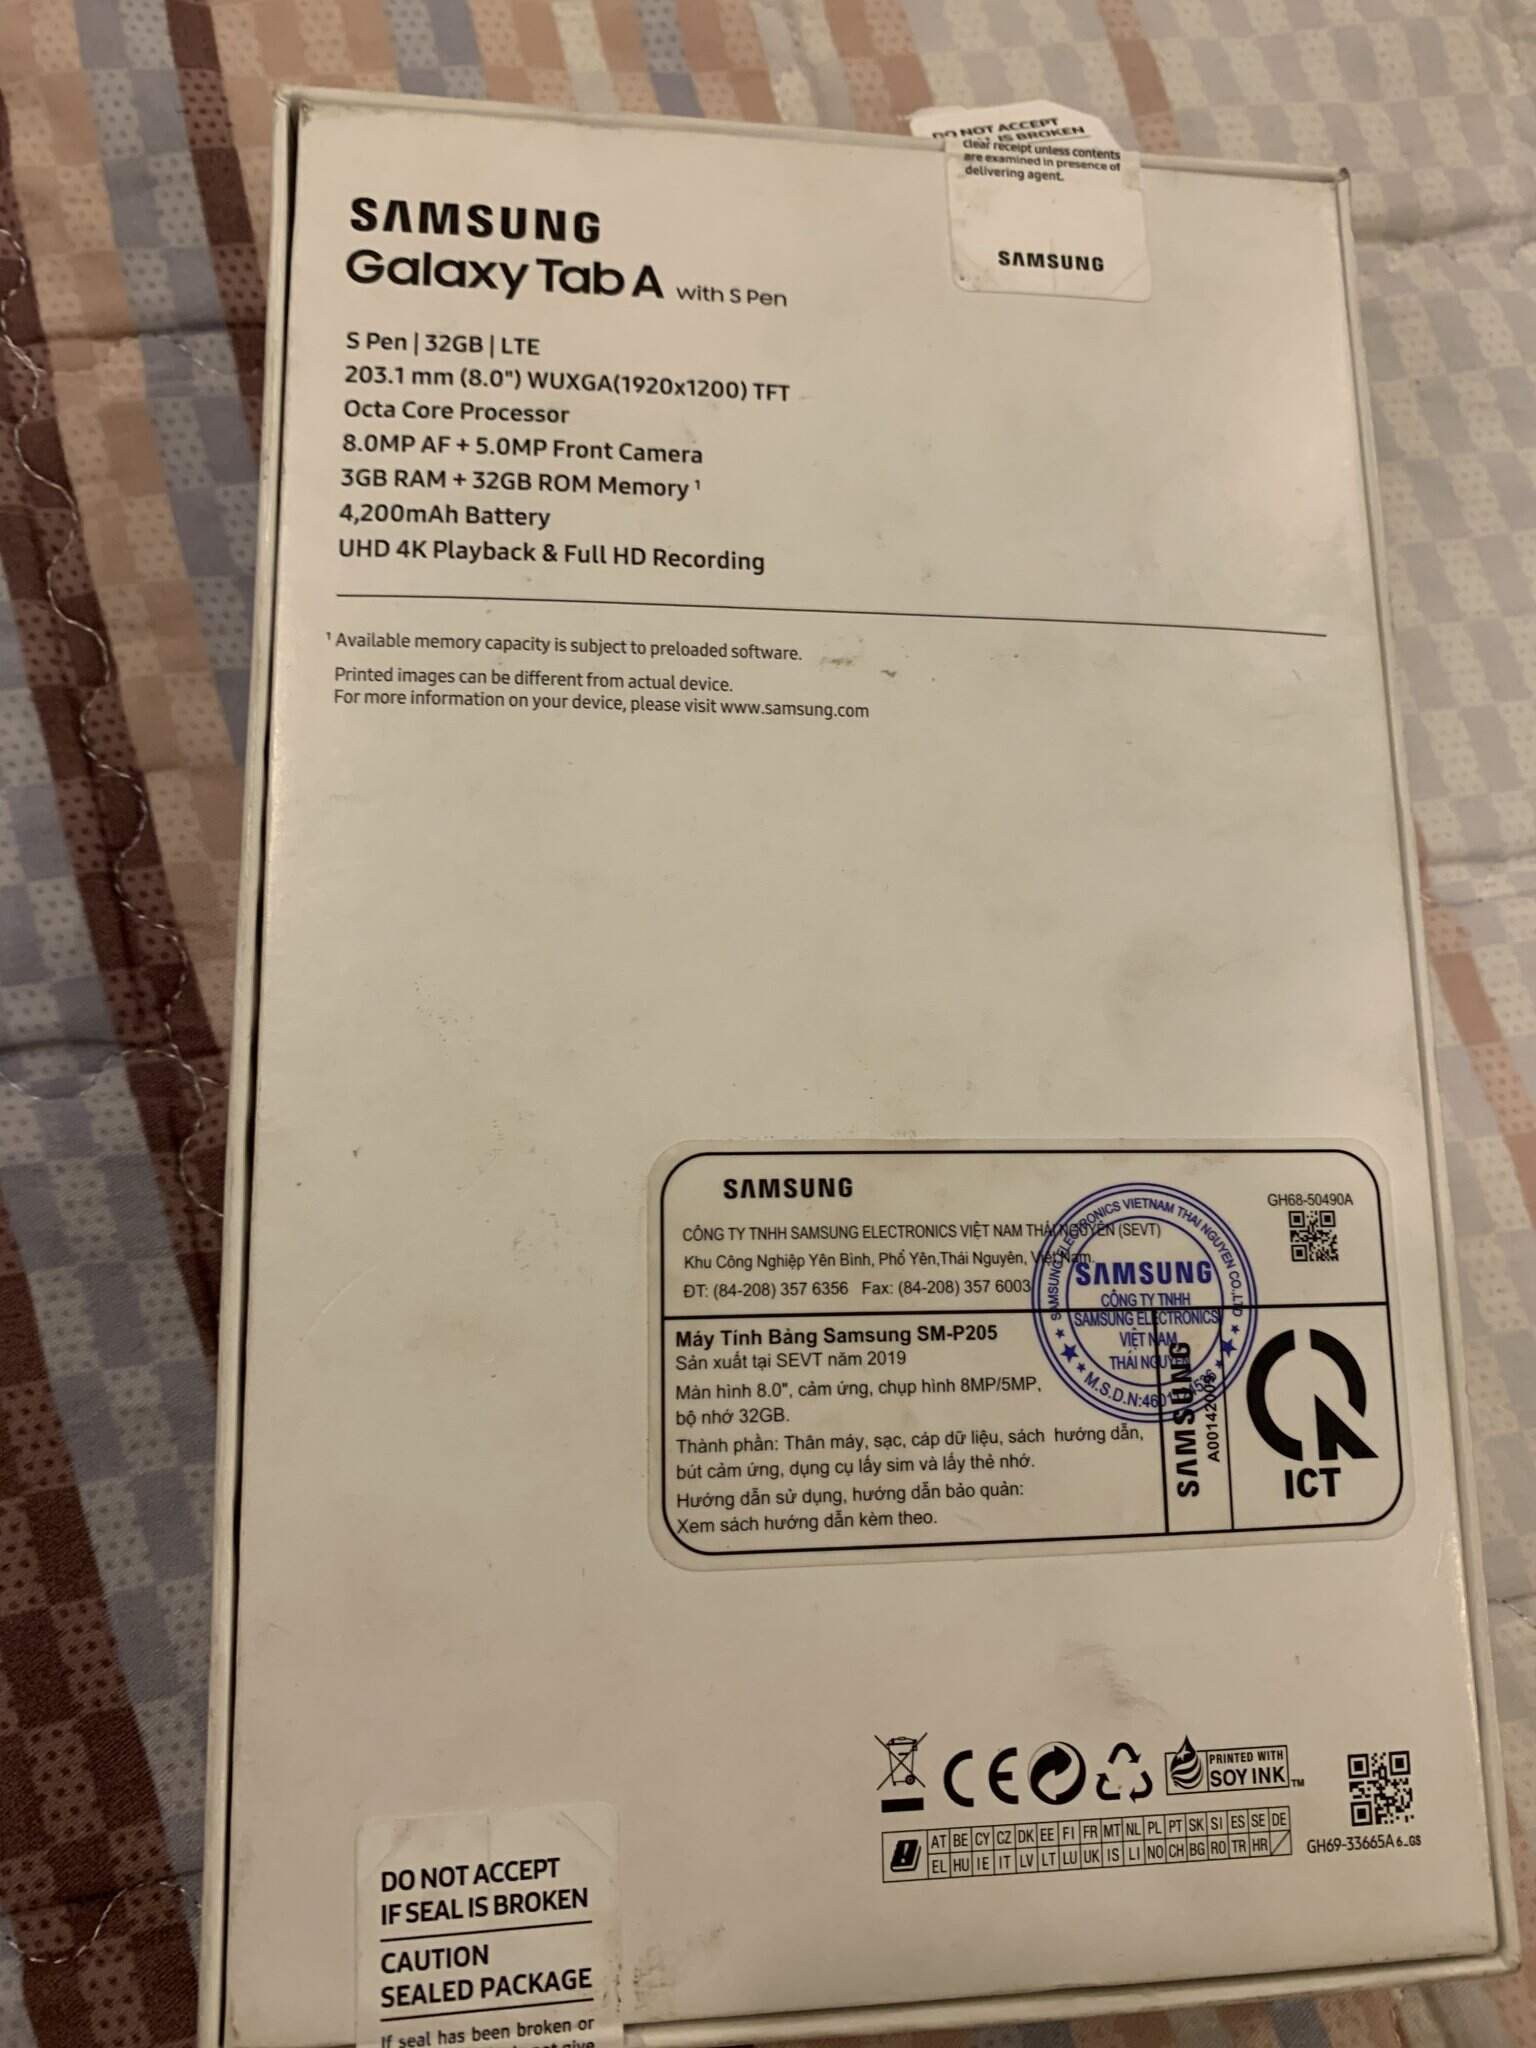 DO NOT ACCEPT
IS BROKEN
clear receipt unless contents
are examined in presence of
delivering agent.
SAMSUNG
SAMSUNG
Galaxy Tab A with S Pen
S Pen | 32GB | LTE
203.1 mm (8.0") WUXGA(1920x1200) TFT
Octa Core Processor
8.0MP AF + 5.0MP Front Camera
3GB RAM + 32GB ROM Memory ¹
4,200mAh Battery
UHD 4K Playback & Full HD Recording
¹ Available memory capacity is subject to preloaded software.
Printed images can be different from actual device.
For more information on your device, please visit www.samsung.com
SAMSUNG
GH68-50490A
CÔNG TY TNHH SAMSUNG ELECTRONICS VIỆT NAM THÁI NGUYÊN (SEVT)
Khu Công Nghiệp Yên Bình, Phổ Yên,Thái Nguyên, Việt Nam.
ĐT: (84-208) 357 6356 Fax: (84-208) 357 6003
SAMSUNG ELECTRONICS VIETNAM THAI NGUYEN CO.,LTD
SAMSUNG
CÔNG TY TNHH
SAMSUNG ELECTRONICS
VIỆT NAM
THÁI NGUYÊN
Máy Tính Bảng Samsung SM-P205
Sản xuất tại SEVT năm 2019
Màn hình 8.0", cảm ứng, chụp hình 8MP/5MP,
bộ nhớ 32GB.
Thành phần: Thân máy, sạc, cáp dữ liệu, sách hướng dẫn,
bút cảm ứng, dụng cụ lấy sim và lấy thẻ nhớ.
Hướng dẫn sử dụng, hướng dẫn bảo quản:
Xem sách hướng dẫn kèm theo.
SAMSUNG
ICT
CE
PRINTED WITH
SOY INK TM
AT BE CY CZ DK EE FI FR MT NL PL PT SK SI ES SE DE
EL HU IE IT LV LT LU UK IS LI NO CH BG RO TR HR
GH69-33665A 6_GS
DO NOT ACCEPT
IF SEAL IS BROKEN
CAUTION
SEALED PACKAGE
If seal has been broken or